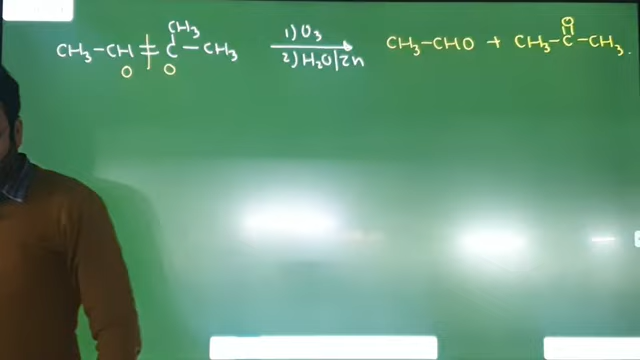 CH₃
CH₃-CH=C-CH₃
O O
1) O₃
2) H₂O/Zn
O
CH₃-CHO + CH₃-C-CH₃.